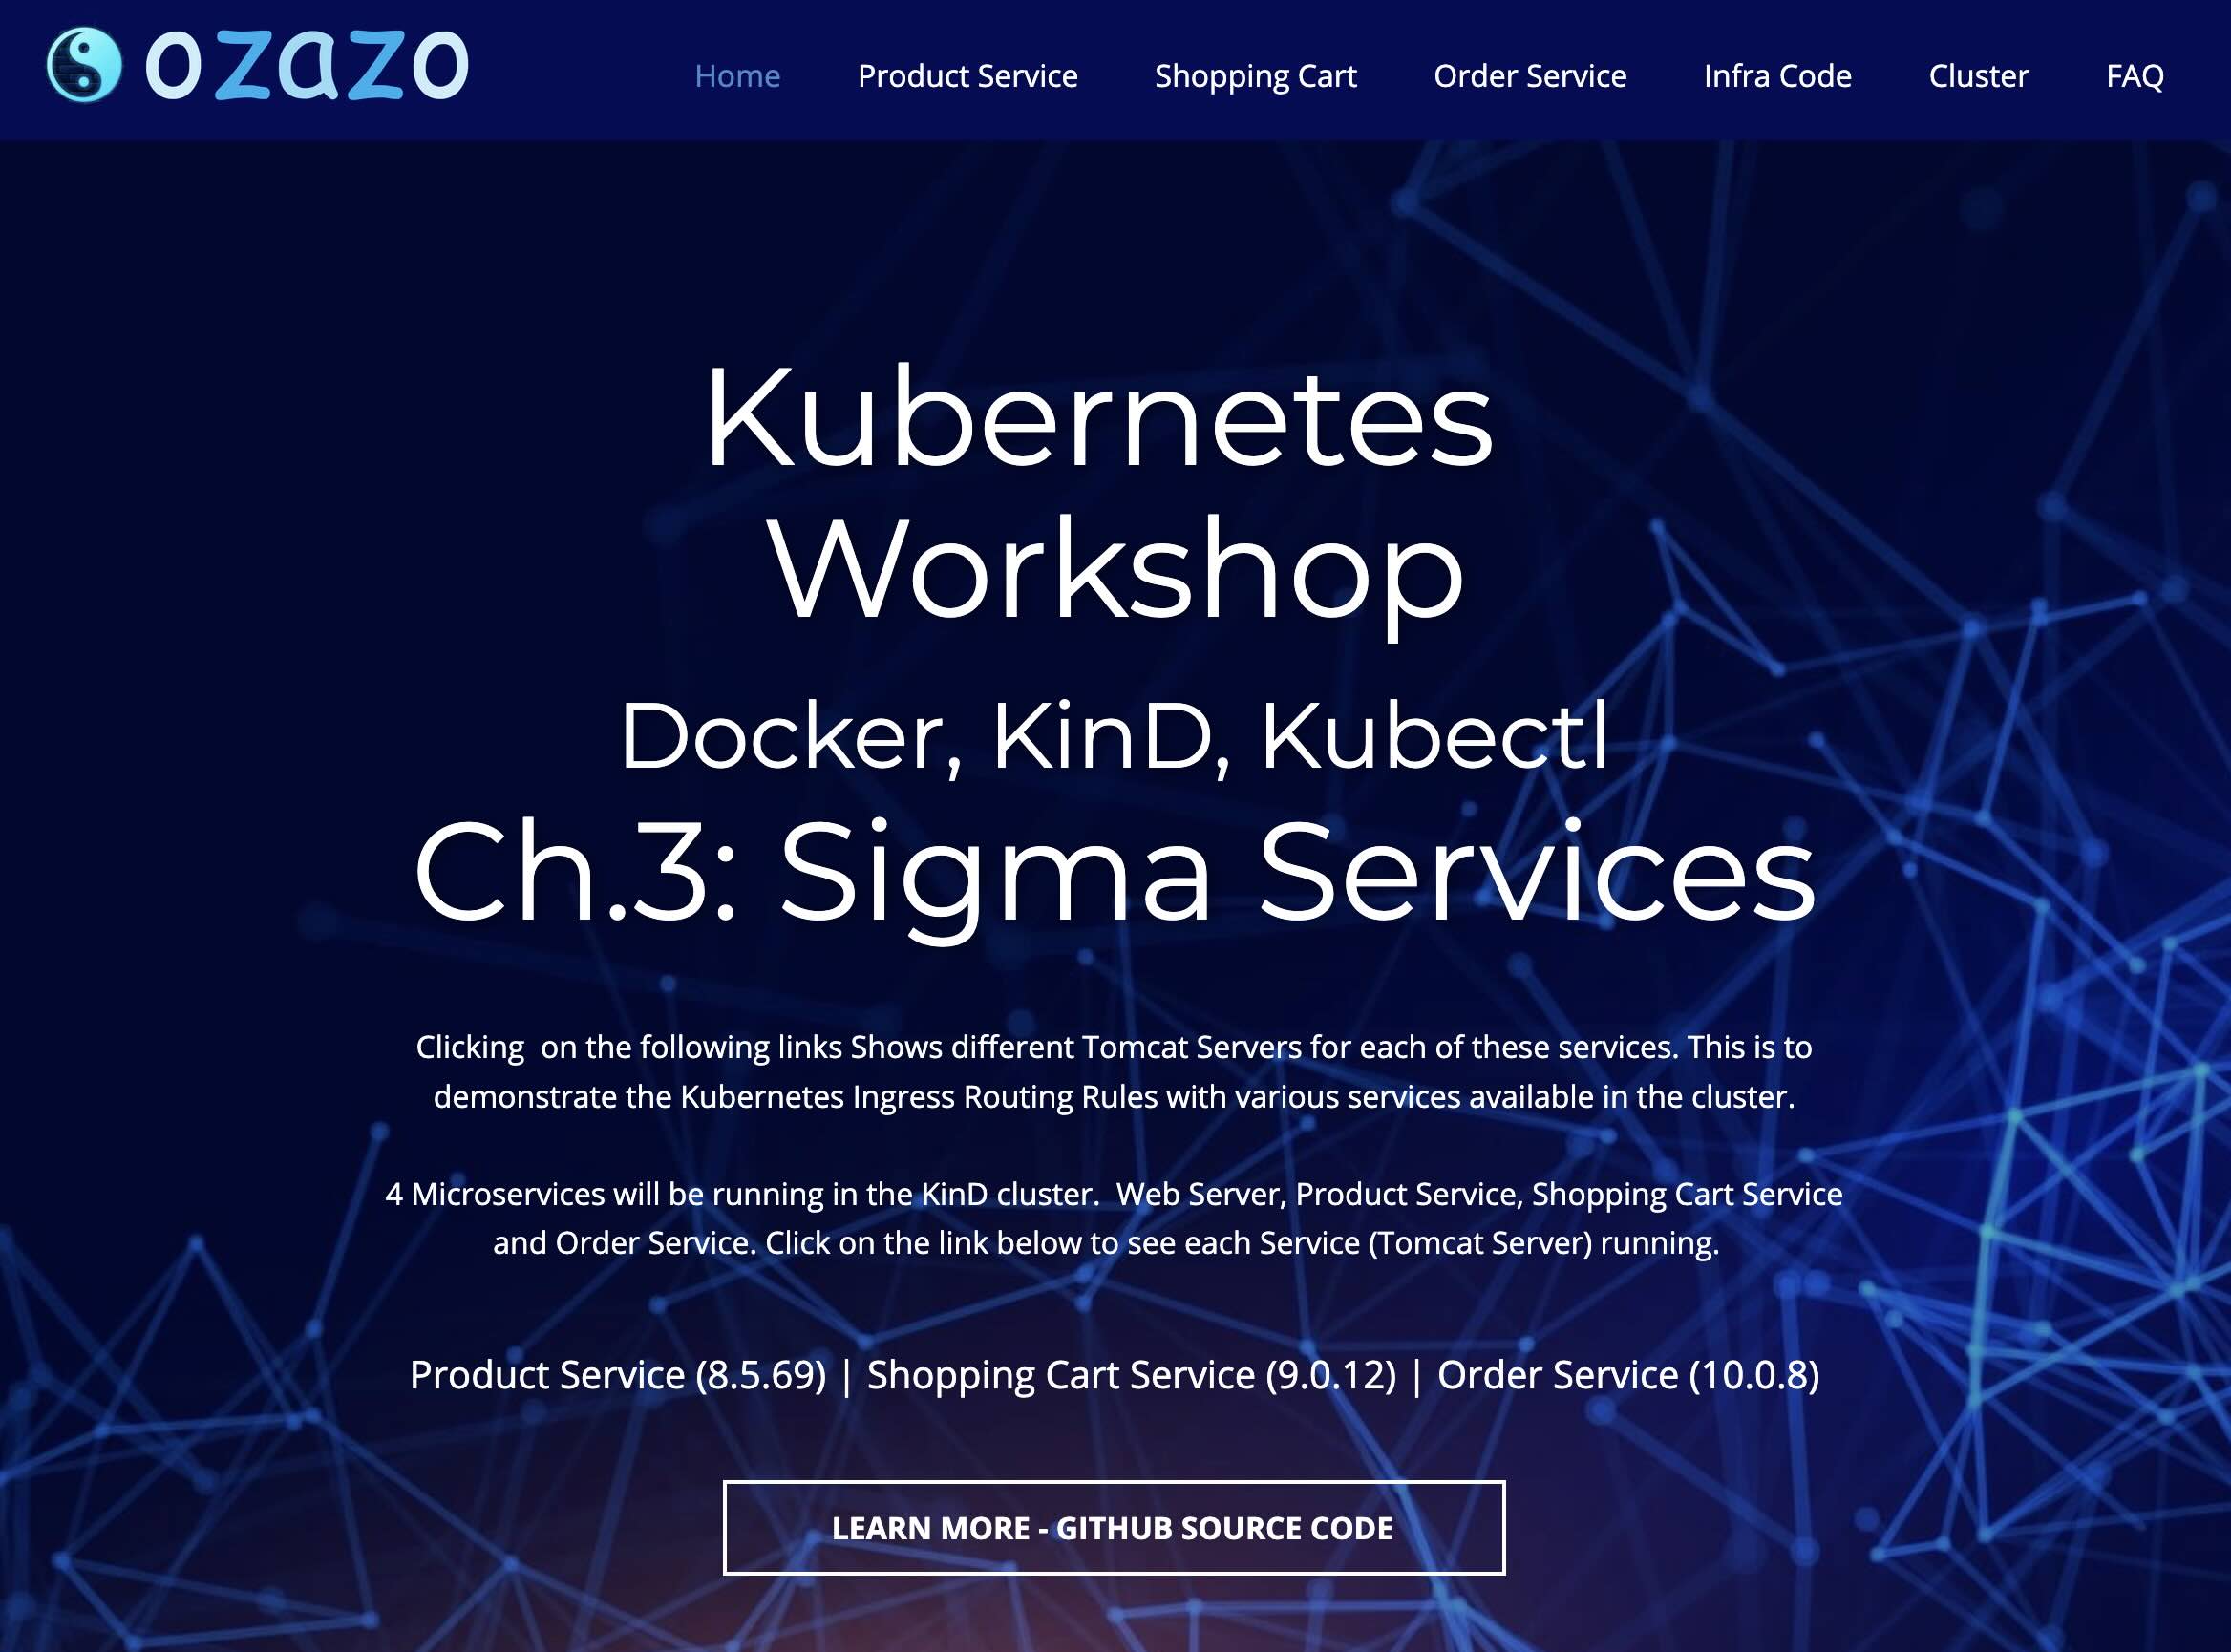 ozazo
Home Product Service Shopping Cart Order Service Infra Code Cluster FAQ
Kubernetes
Workshop
Docker, KinD, Kubectl
Ch.3: Sigma Services
Clicking  on the following links Shows different Tomcat Servers for each of these services. This is to
demonstrate the Kubernetes Ingress Routing Rules with various services available in the cluster.
4 Microservices will be running in the KinD cluster.  Web Server, Product Service, Shopping Cart Service
and Order Service. Click on the link below to see each Service (Tomcat Server) running.
Product Service (8.5.69) | Shopping Cart Service (9.0.12) | Order Service (10.0.8)
LEARN MORE - GITHUB SOURCE CODE